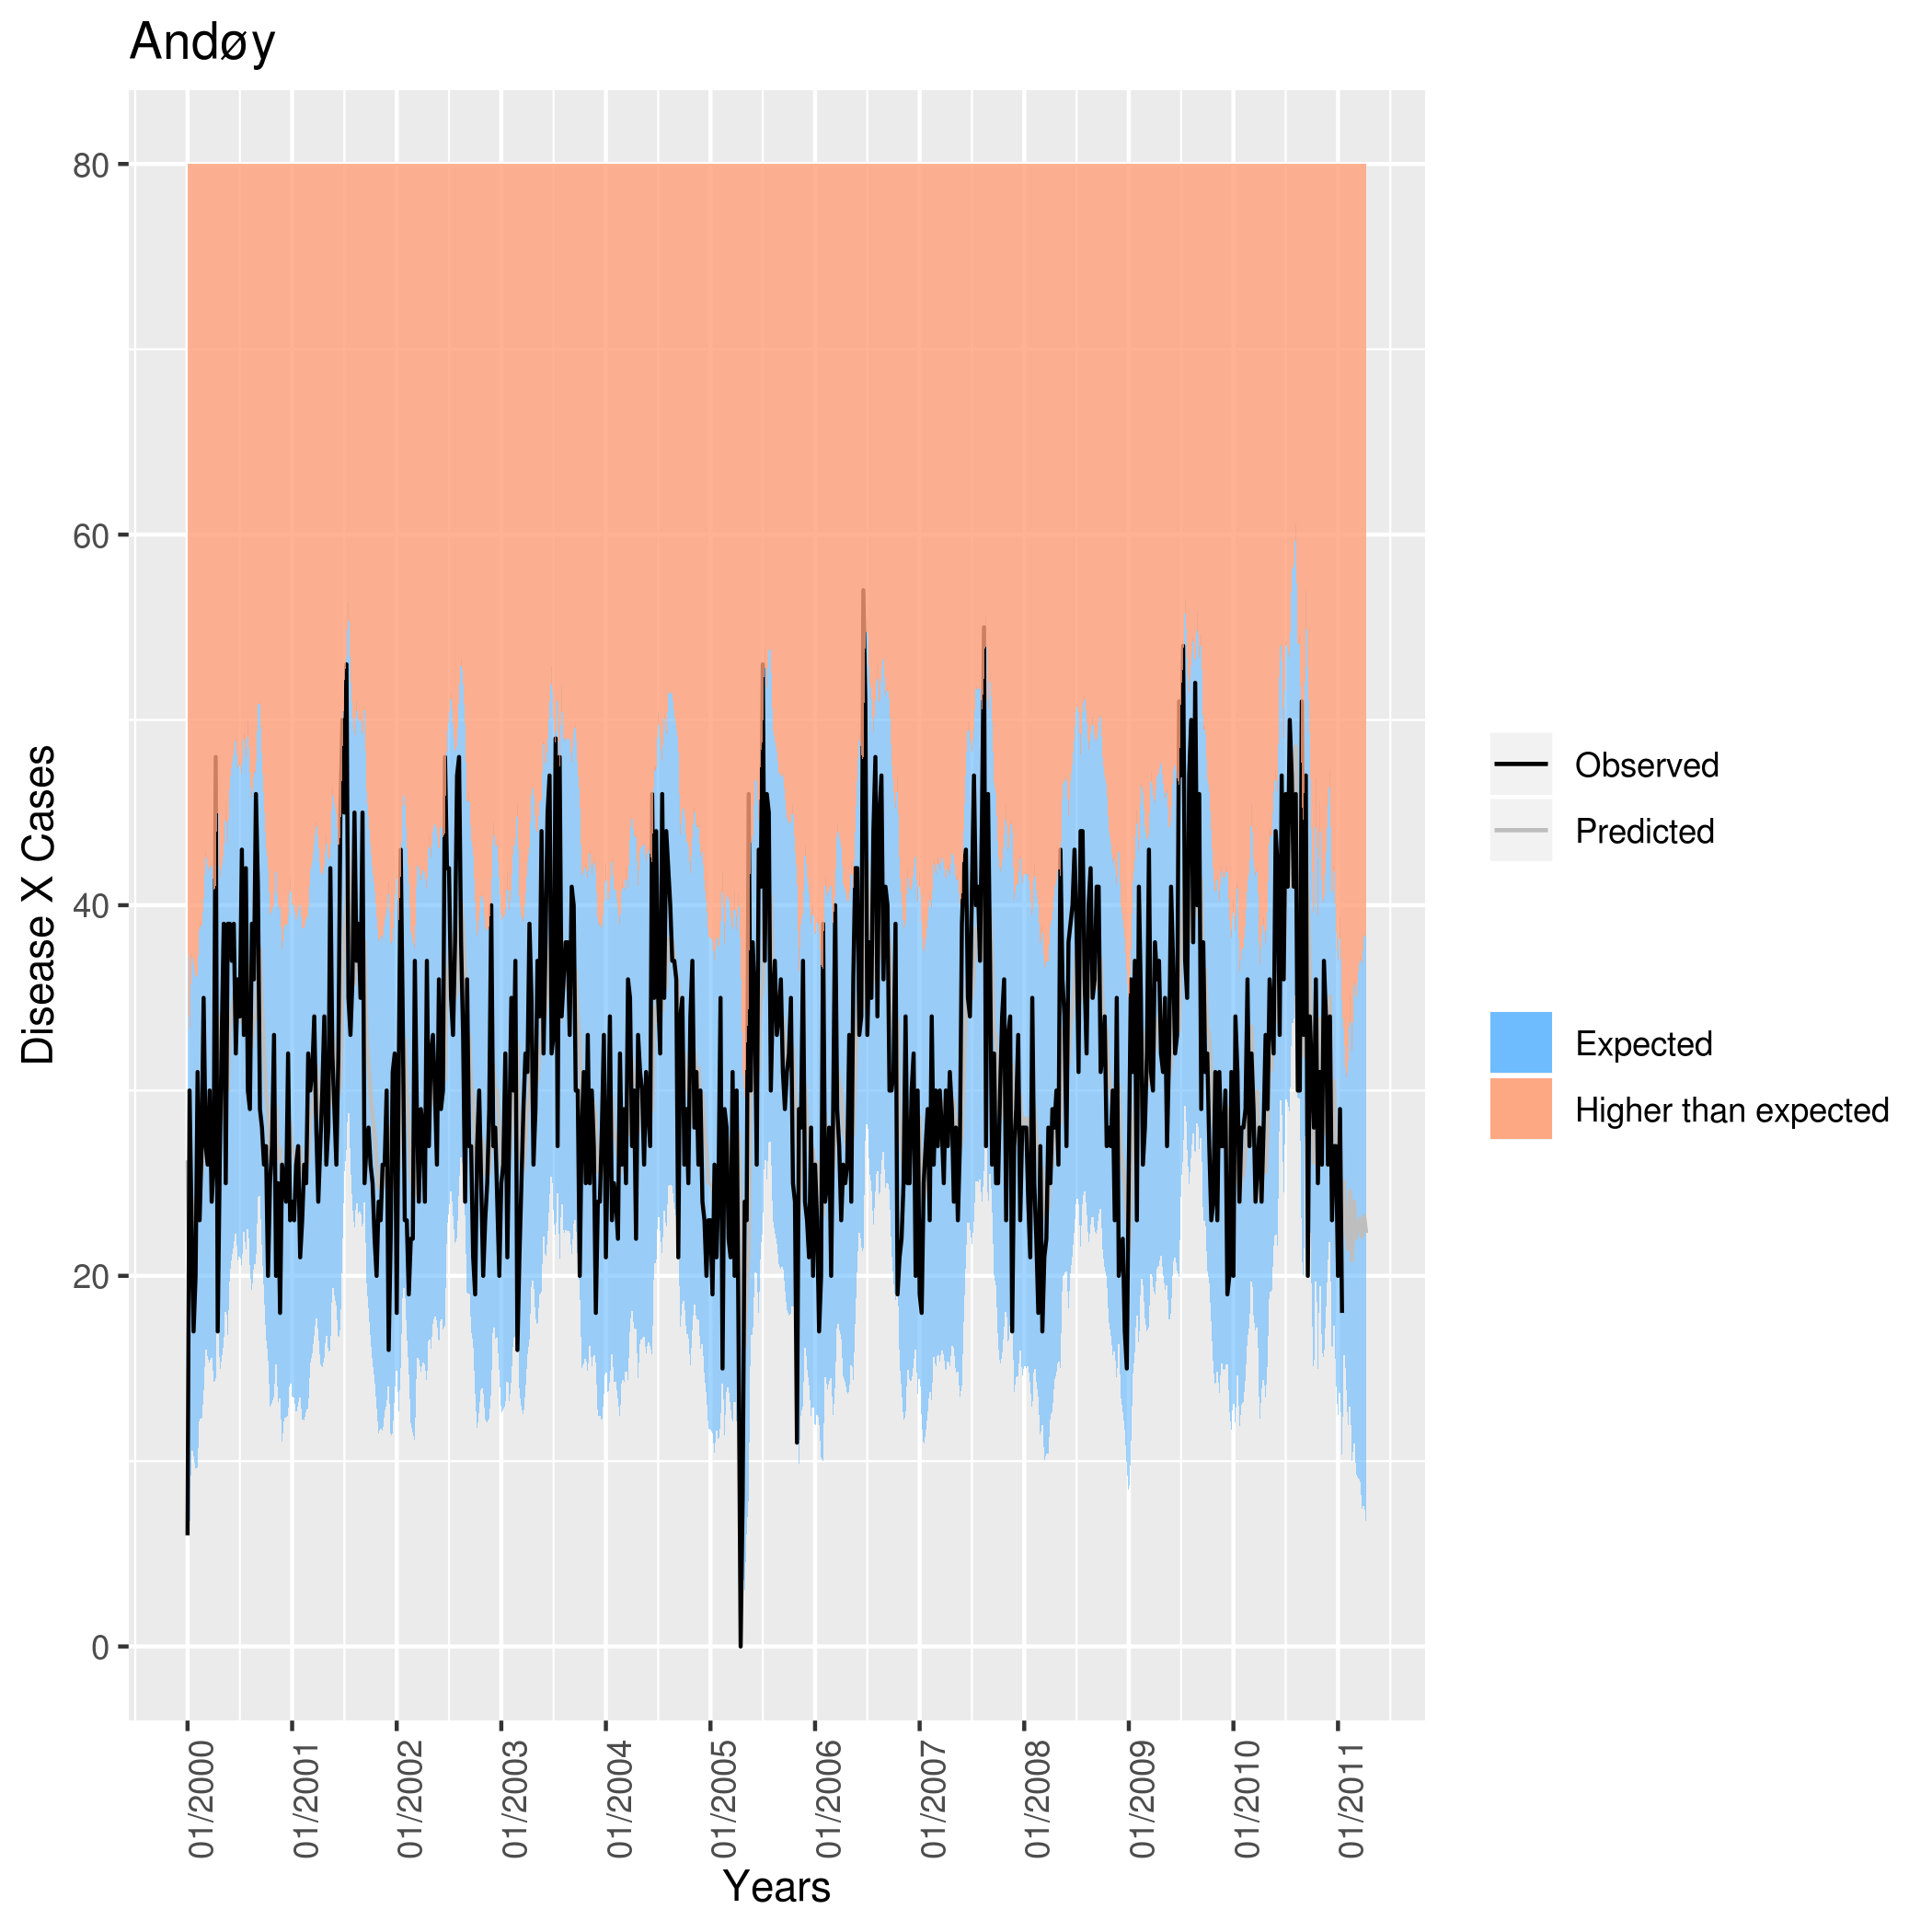 Andøy
80
60
40
20
0
Disease X Cases
01/2000
01/2001
01/2002
01/2003
01/2004
01/2005
01/2006
01/2007
01/2008
01/2009
01/2010
01/2011
Years
Observed
Predicted
Expected
Higher than expected